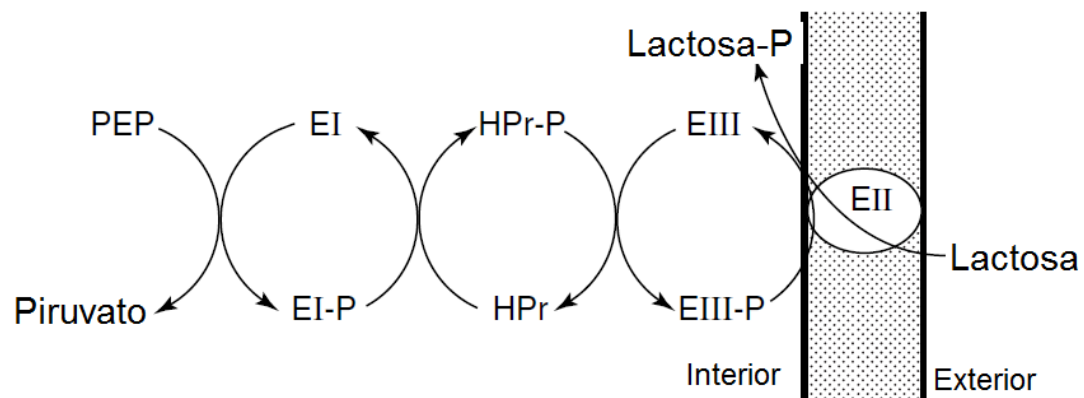 Lactosa-P
PEP EI HPr-P EIII
EII
Lactosa
Piruvato EI-P HPr EIII-P
Interior Exterior